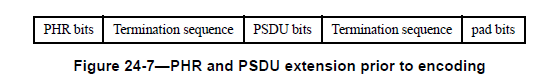 PHR bits Termination sequence PSDU bits Termination sequence pad bits
Figure 24-7—PHR and PSDU extension prior to encoding